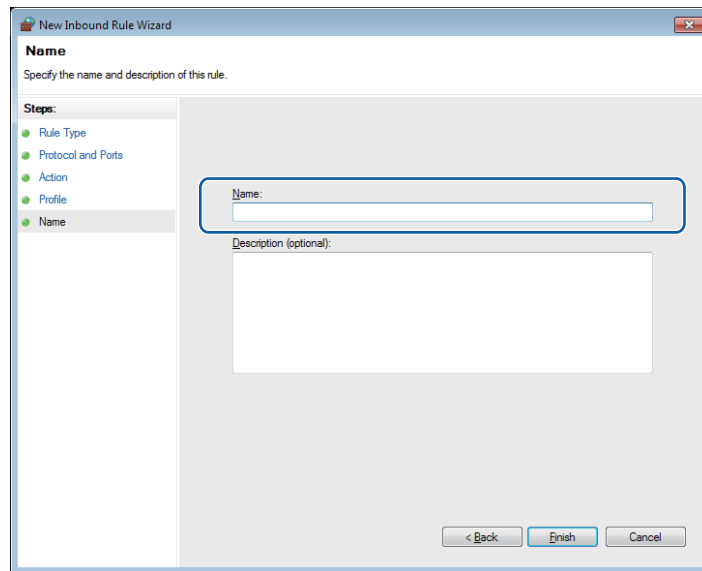 New Inbound Rule Wizard
Name
Specify the name and description of this rule.
Steps:
Rule Type
Protocol and Ports
Action
Profile
Name
Name:
Description (optional):
< Back
Finish
Cancel